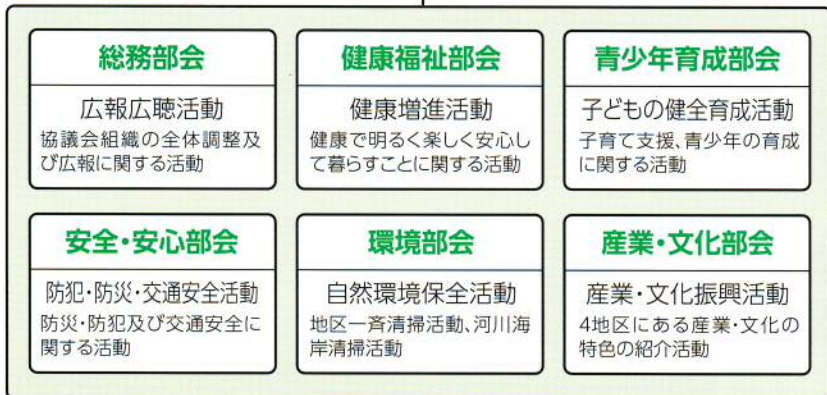 総務部会
広報広聴活動
協議会組織の全体調整及
び広報に関する活動
健康福祉部会
健康増進活動
健康で明るく楽しく安心し
て暮らすことに関する活動
青少年育成部会
子どもの健全育成活動
子育て支援、青少年の育成
に関する活動
安全・安心部会
防犯・防災・交通安全活動
防災・防犯及び交通安全に
関する活動
環境部会
自然環境保全活動
地区一斉清掃活動、河川海
岸清掃活動
産業・文化部会
産業・文化振興活動
4地区にある産業・文化の
特色の紹介活動